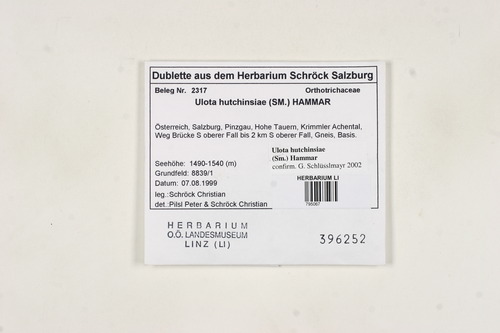 Dublette aus dem Herbarium Schröck Salzburg
Beleg Nr. 2317 Orthotrichaceae
Ulota hutchinsiae (SM.) HAMMAR
Österreich, Salzburg, Pinzgau, Hohe Tauern, Krimmler Achental,
Weg Brücke S oberer Fall bis 2 km S oberer Fall, Gneis, Basis.
Ulota hutchinsiae
(Sm.) Hammar
confirm. G. Schlüsslmayr 2002
Seehöhe: 1490-1540 (m)
Grundfeld: 8839/1
Datum: 07.08.1999
HERBARIUM LI
795067
leg.: Schröck Christian
det.: Pilsl Peter & Schröck Christian
HERBARIUM
O.Ö. LANDESMUSEUM
LINZ (LI)
396252